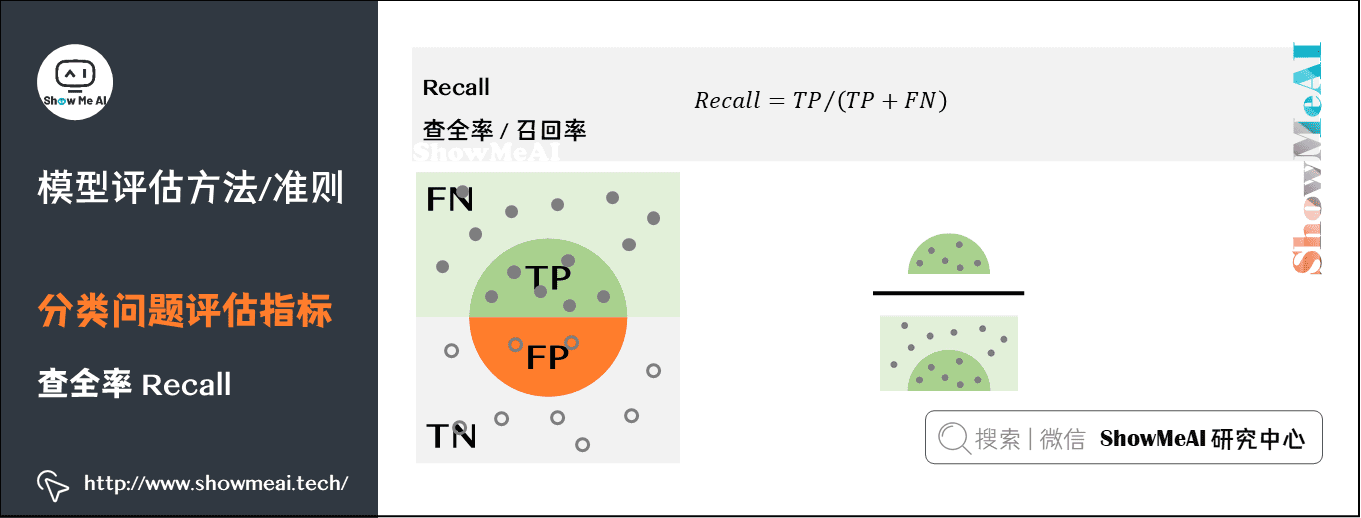 Show Me AI
模型评估方法/准则
分类问题评估指标
查全率 Recall
http://www.showmeai.tech/
Recall
Recall = TP/(TP + FN)
查全率 / 召回率
ShowMeAI
ShowMeAI
FN
TP
FP
TN
搜索 | 微信 ShowMeAI 研究中心